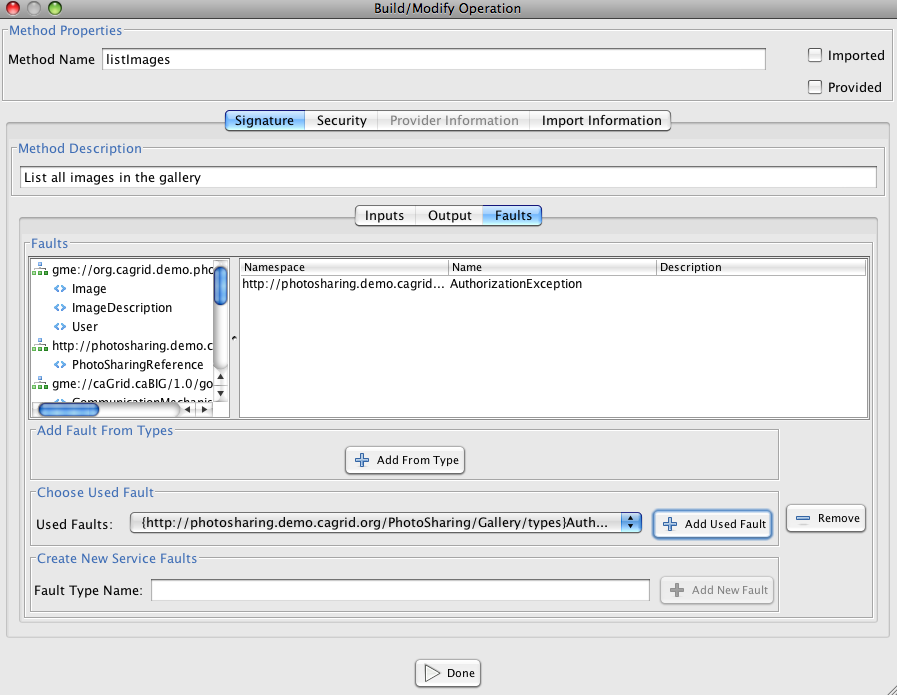 Build/Modify Operation
Method Properties
Method Name listImages
Imported
Provided
Signature Security Provider Information Import Information
Method Description
List all images in the gallery
Inputs Output Faults
Faults
gme://org.cagrid.demo.pho
Image
ImageDescription
User
http://photosharing.demo.c
PhotoSharingReference
gme://caGrid.caBIG/1.0/go
CommunicationMechanis
Namespace Name Description
http://photosharing.demo.cagrid... AuthorizationException
Add Fault From Types
Add From Type
Choose Used Fault
Used Faults: {http://photosharing.demo.cagrid.org/PhotoSharing/Gallery/types}Auth... Add Used Fault
Remove
Create New Service Faults
Fault Type Name: Add New Fault
Done